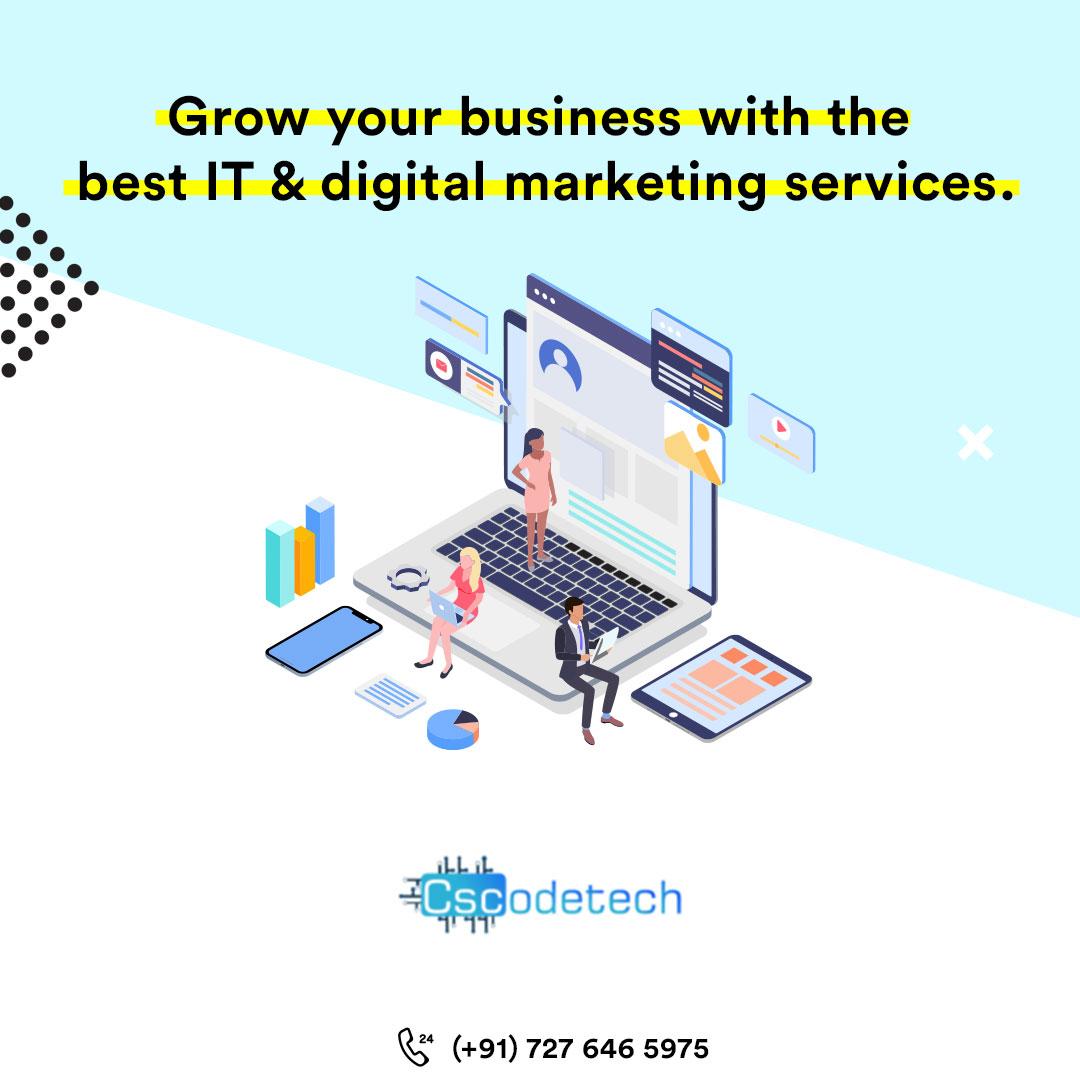 Grow your business with the
best IT & digital marketing services.
Cscodetech
24 (+91) 727 646 5975